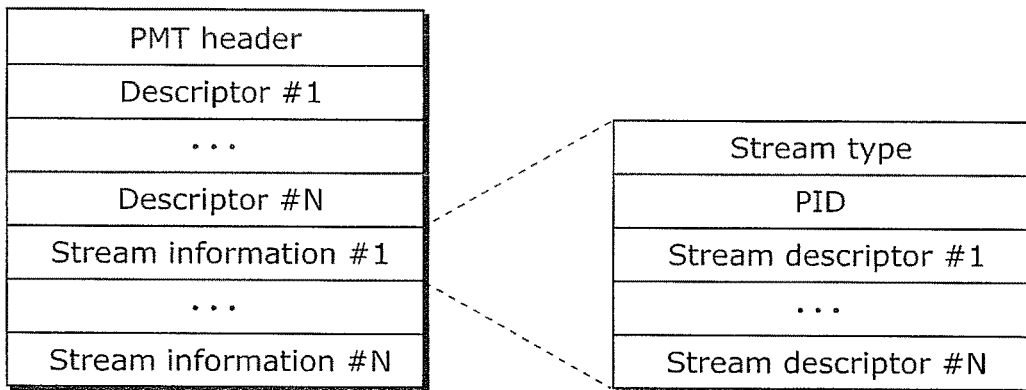 PMT header
Descriptor #1
...
Descriptor #N
Stream information #1
...
Stream information #N
Stream type
PID
Stream descriptor #1
...
Stream descriptor #N